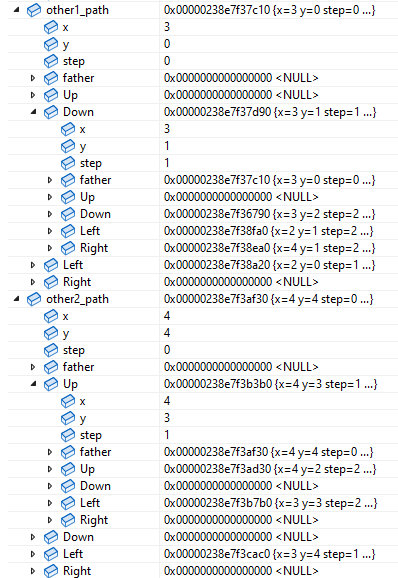 other1_path 0x00000238e7f37c10 {x=3 y=0 step=0 ...}
x 3
y 0
step 0
father 0x0000000000000000 <NULL>
Up 0x0000000000000000 <NULL>
Down 0x00000238e7f37d90 {x=3 y=1 step=1 ...}
x 3
y 1
step 1
father 0x00000238e7f37c10 {x=3 y=0 step=0 ...}
Up 0x0000000000000000 <NULL>
Down 0x00000238e7f36790 {x=3 y=2 step=2 ...}
Left 0x00000238e7f38fa0 {x=2 y=1 step=2 ...}
Right 0x00000238e7f38ea0 {x=4 y=1 step=2 ...}
Left 0x00000238e7f38a20 {x=2 y=0 step=1 ...}
Right 0x0000000000000000 <NULL>
other2_path 0x00000238e7f3af30 {x=4 y=4 step=0 ...}
x 4
y 4
step 0
father 0x0000000000000000 <NULL>
Up 0x00000238e7f3b3b0 {x=4 y=3 step=1 ...}
x 4
y 3
step 1
father 0x00000238e7f3af30 {x=4 y=4 step=0 ...}
Up 0x00000238e7f3ad30 {x=4 y=2 step=2 ...}
Down 0x0000000000000000 <NULL>
Left 0x00000238e7f3b7b0 {x=3 y=3 step=2 ...}
Right 0x0000000000000000 <NULL>
Down 0x0000000000000000 <NULL>
Left 0x00000238e7f3cac0 {x=3 y=4 step=1 ...}
Right 0x0000000000000000 <NULL>